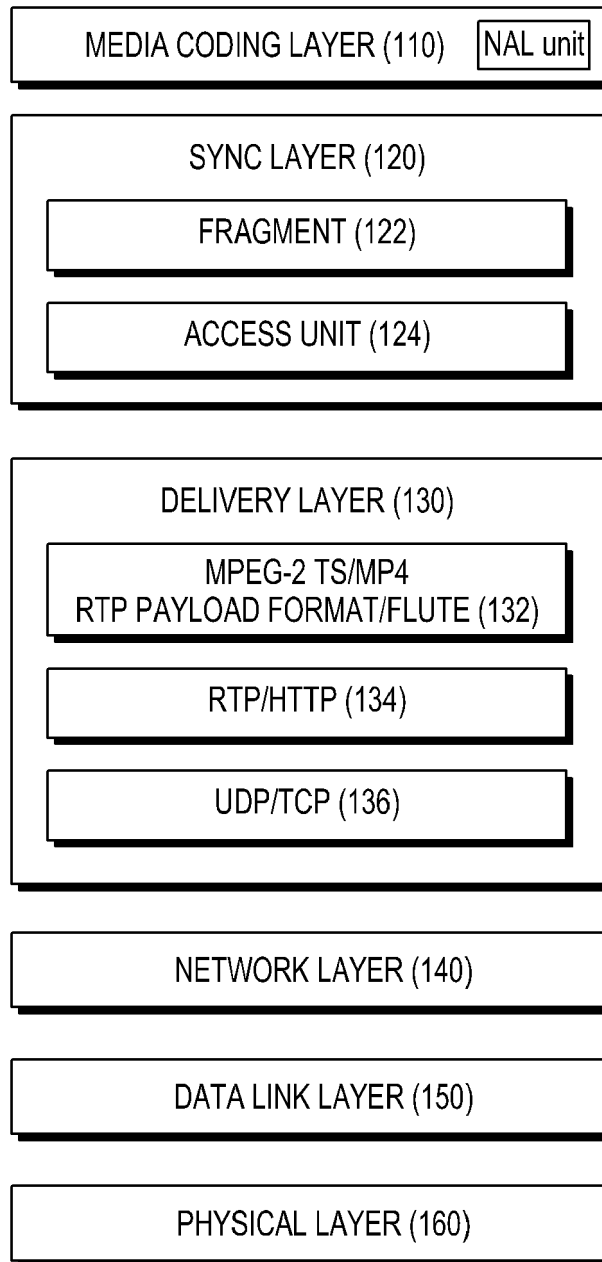 MEDIA CODING LAYER (110) NAL unit
SYNC LAYER (120)
FRAGMENT (122)
ACCESS UNIT (124)
DELIVERY LAYER (130)
MPEG-2 TS/MP4
RTP PAYLOAD FORMAT/FLUTE (132)
RTP/HTTP (134)
UDP/TCP (136)
NETWORK LAYER (140)
DATA LINK LAYER (150)
PHYSICAL LAYER (160)